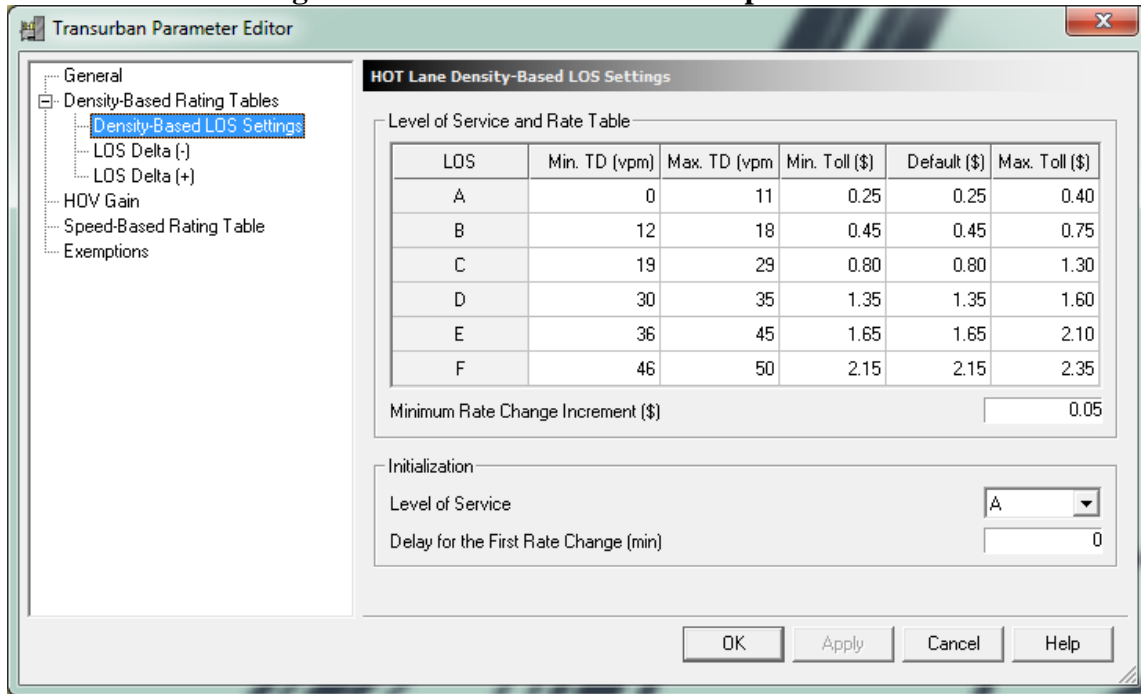 Transurban Parameter Editor
General
Density-Based Rating Tables
Density-Based LOS Settings
LOS Delta (-)
LOS Delta (+)
HOV Gain
Speed-Based Rating Table
Exemptions
HOT Lane Density-Based LOS Settings
Level of Service and Rate Table
LOS Min. TD (vpm) Max. TD (vpm Min. Toll ($) Default ($) Max. Toll ($)
A 0 11 0.25 0.25 0.40
B 12 18 0.45 0.45 0.75
C 19 29 0.80 0.80 1.30
D 30 35 1.35 1.35 1.60
E 36 45 1.65 1.65 2.10
F 46 50 2.15 2.15 2.35
Minimum Rate Change Increment ($) 0.05
Initialization
Level of Service A
Delay for the First Rate Change (min) 0
OK Apply Cancel Help